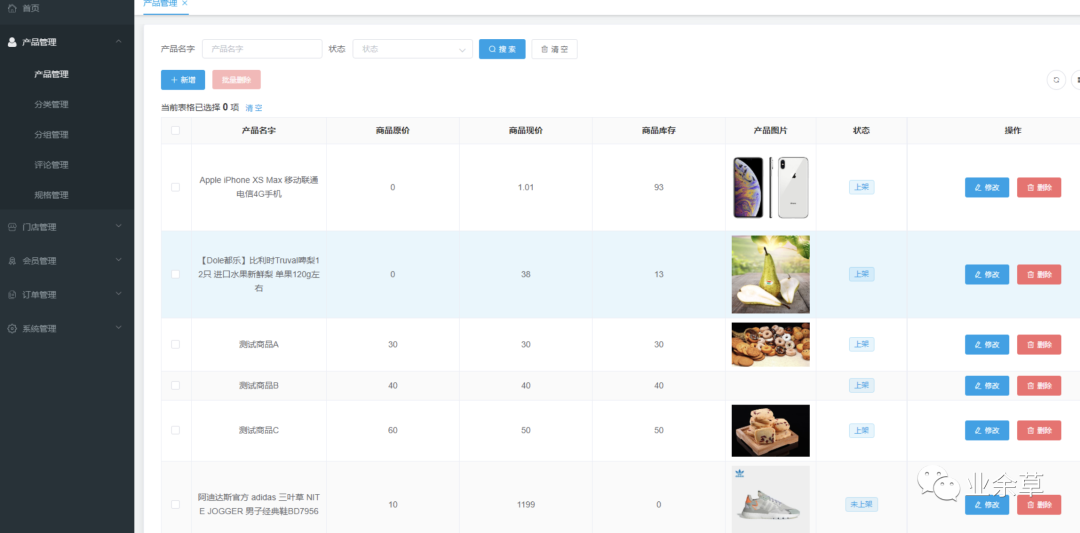 首页
产品管理
产品管理
产品管理
分类管理
分组管理
评论管理
规格管理
门店管理
会员管理
订单管理
系统管理
产品名字 产品名字 状态 状态 搜索 清空
新增 批量删除
当前表格已选择 0 项 清空
产品名字 商品原价 商品现价 商品库存 产品图片 状态 操作
Apple iPhone XS Max 移动联通
电信4G手机
0 1.01 93 上架 修改 删除
【Dole都乐】比利时Truval啤梨1
2只 进口水果新鲜梨 单果120g左
右
0 38 13 上架 修改 删除
测试商品A 30 30 30 上架 修改 删除
测试商品B 40 40 40 上架 修改 删除
测试商品C 60 50 50 上架 修改 删除
阿迪达斯官方 adidas 三叶草 NIT
E JOGGER 男子经典鞋BD7956
10 1199 0 未上架 修改 删除
业余草